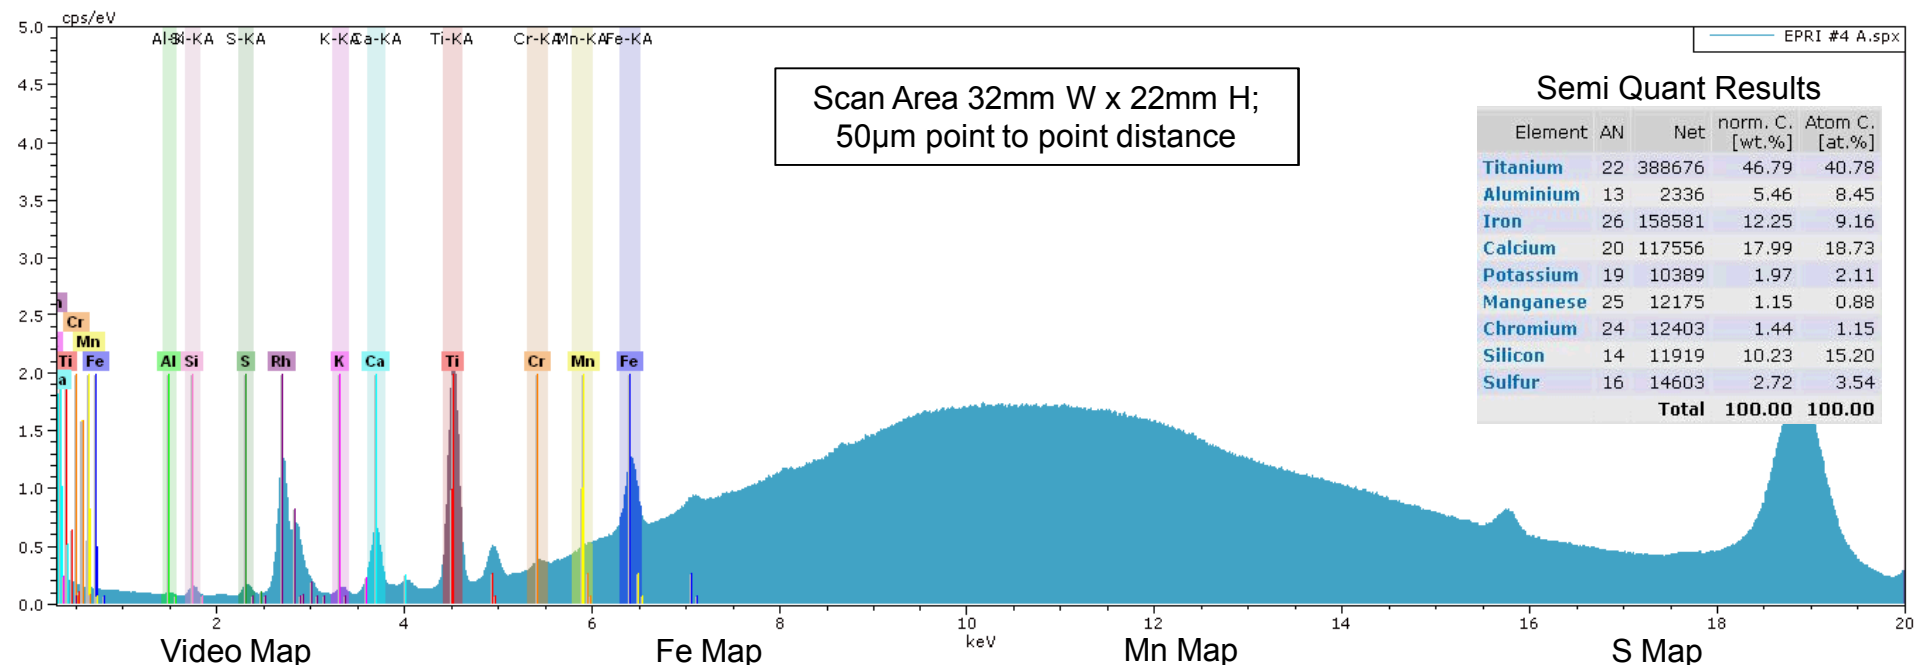 cps/eV
Al-KA Si-KA S-KA K-KA Ca-KA Ti-KA Cr-KA Mn-KA Fe-KA
EPRI #4 A.spx
Scan Area 32mm W x 22mm H;
50µm point to point distance
Semi Quant Results
Element AN Net norm. C. [wt.%] Atom C. [at.%]
Titanium 22 388676 46.79 40.78
Aluminium 13 2336 5.46 8.45
Iron 26 158581 12.25 9.16
Calcium 20 117556 17.99 18.73
Potassium 19 10389 1.97 2.11
Manganese 25 12175 1.15 0.88
Chromium 24 12403 1.44 1.15
Silicon 14 11919 10.23 15.20
Sulfur 16 14603 2.72 3.54
Total 100.00 100.00
5.0
4.5
4.0
3.5
3.0
2.5
2.0
1.5
1.0
0.5
0.0
Cr
Mn
Ti Fe Al Si S Rh K Ca Ti Cr Mn Fe
2 4 6 8 10 12 14 16 18 20
keV
Video Map Fe Map Mn Map S Map